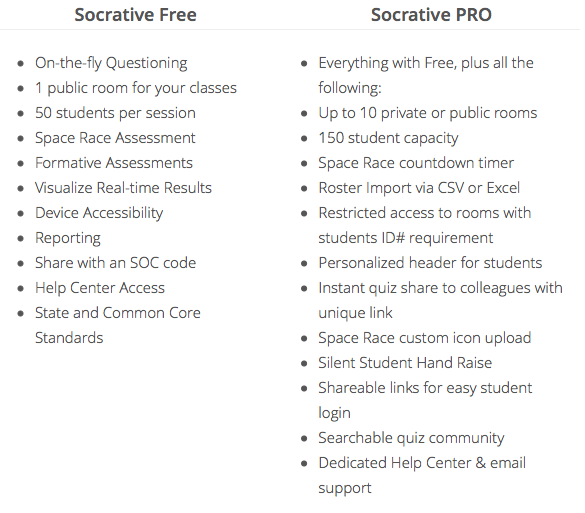 Socrative Free
On-the-fly Questioning
1 public room for your classes
50 students per session
Space Race Assessment
Formative Assessments
Visualize Real-time Results
Device Accessibility
Reporting
Share with an SOC code
Help Center Access
State and Common Core
Standards
Socrative PRO
Everything with Free, plus all the
following:
Up to 10 private or public rooms
150 student capacity
Space Race countdown timer
Roster Import via CSV or Excel
Restricted access to rooms with
students ID# requirement
Personalized header for students
Instant quiz share to colleagues with
unique link
Space Race custom icon upload
Silent Student Hand Raise
Shareable links for easy student
login
Searchable quiz community
Dedicated Help Center & email
support